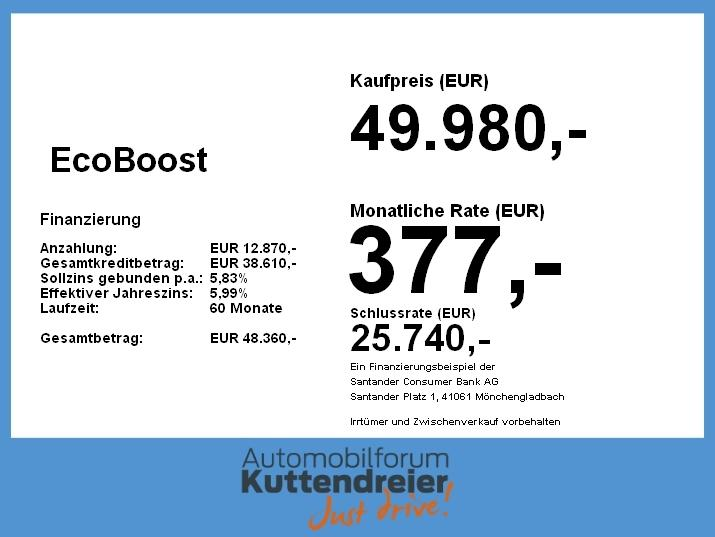 EcoBoost
Finanzierung
Anzahlung: EUR 12.870,-
Gesamtkreditbetrag: EUR 38.610,-
Sollzins gebunden p.a.: 5,83%
Effektiver Jahreszins: 5,99%
Laufzeit: 60 Monate
Gesamtbetrag: EUR 48.360,-
Kaufpreis (EUR)
49.980,-
Monatliche Rate (EUR)
377,-
Schlussrate (EUR)
25.740,-
Ein Finanzierungsbeispiel der
Santander Consumer Bank AG
Santander Platz 1, 41061 Mönchengladbach
Irrtümer und Zwischenverkauf vorbehalten
Automobilforum
Kuttendreier
Just drive!